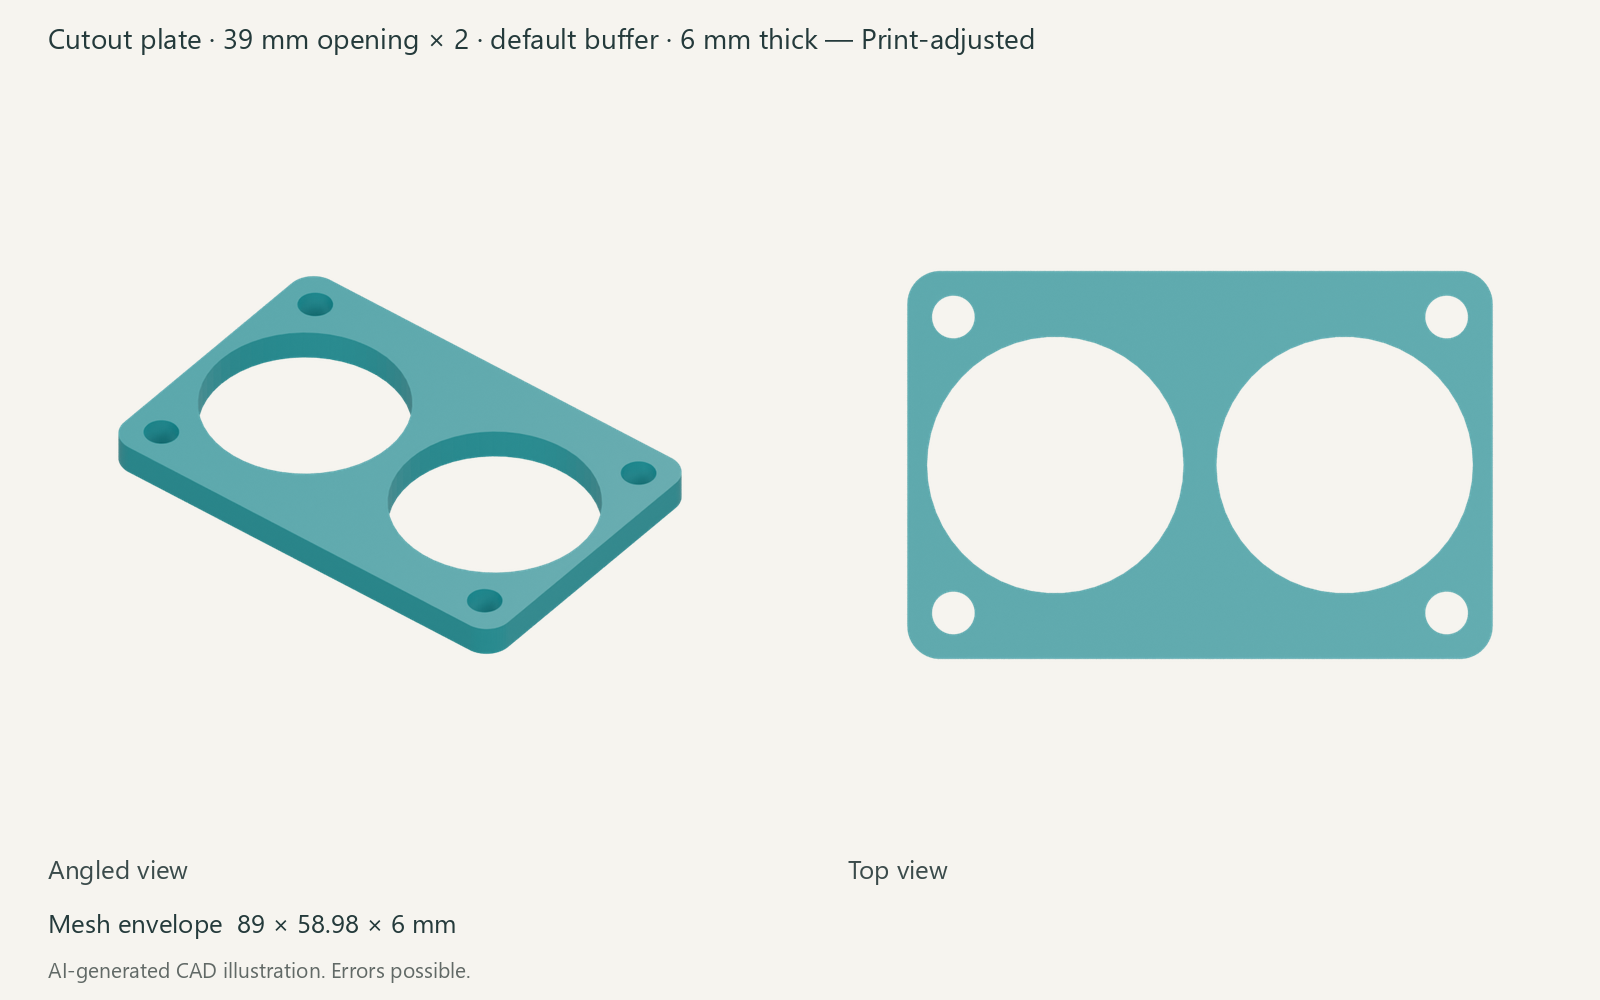 Cutout plate · 39 mm opening × 2 · default buffer · 6 mm thick — Print-adjusted
Angled view
Top view
Mesh envelope 89 × 58.98 × 6 mm
AI-generated CAD illustration. Errors possible.